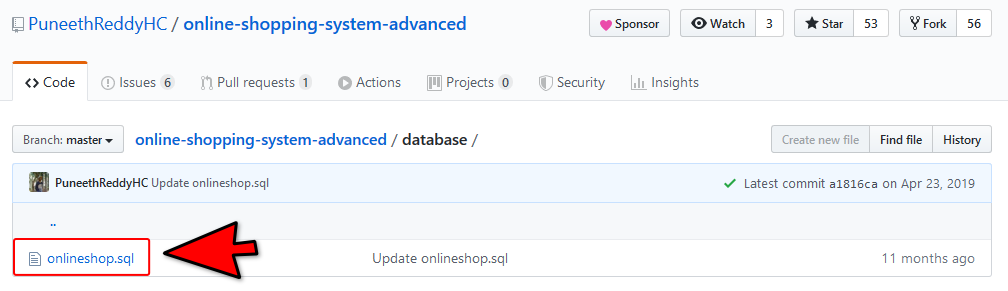 PuneethReddyHC / online-shopping-system-advanced Sponsor Watch 3 Star 53 Fork 56
Code Issues 6 Pull requests 1 Actions Projects 0 Security Insights
Branch: master online-shopping-system-advanced / database / Create new file Find file History
PuneethReddyHC Update onlineshop.sql Latest commit a1816ca on Apr 23, 2019
..
onlineshop.sql Update onlineshop.sql 11 months ago